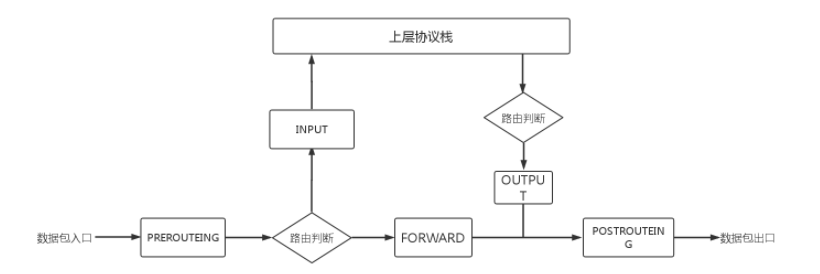 上层协议栈
路由判断
INPUT
OUTPU
T
数据包入口
PREROUTEING
路由判断
FORWARD
POSTROUTEIN
G
数据包出口